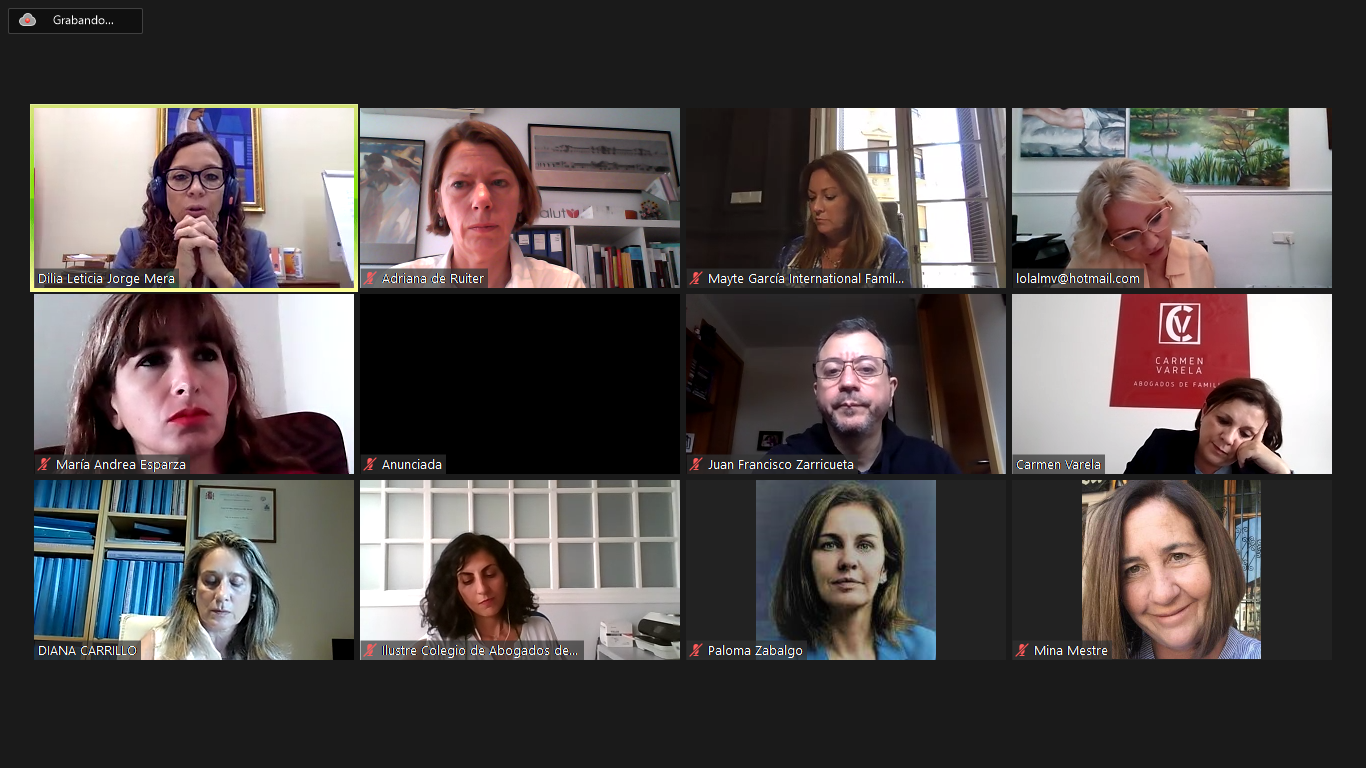 Grabando...
Dilia Leticia Jorge Mera
Adriana de Ruiter
Mayte García International Famil...
lolalmv@hotmail.com
María Andrea Esparza
Anunciada
Juan Francisco Zarricueta
CV
CARMEN
VARELA
ABOGADOS DE FAMIL
Carmen Varela
DIANA CARRILLO
Ilustre Colegio de Abogados de...
Paloma Zabalgo
Mina Mestre